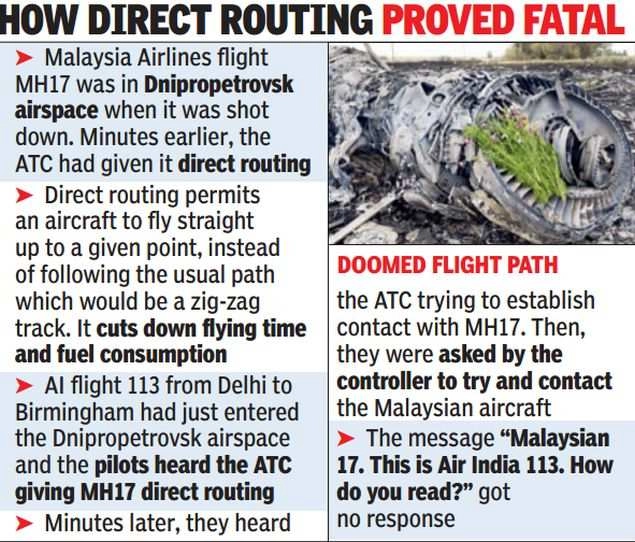 HOW DIRECT ROUTING PROVED FATAL
➤ Malaysia Airlines flight
MH17 was in Dnipropetrovsk
airspace when it was shot
down. Minutes earlier, the
ATC had given it direct routing
➤ Direct routing permits
an aircraft to fly straight
up to a given point, instead
of following the usual path
which would be a zig-zag
track. It cuts down flying time
and fuel consumption
➤ AI flight 113 from Delhi to
Birmingham had just entered
the Dnipropetrovsk airspace
and the pilots heard the ATC
giving MH17 direct routing
➤ Minutes later, they heard
DOOMED FLIGHT PATH
the ATC trying to establish
contact with MH17. Then,
they were asked by the
controller to try and contact
the Malaysian aircraft
➤ The message “Malaysian
17. This is Air India 113. How
do you read?” got
no response